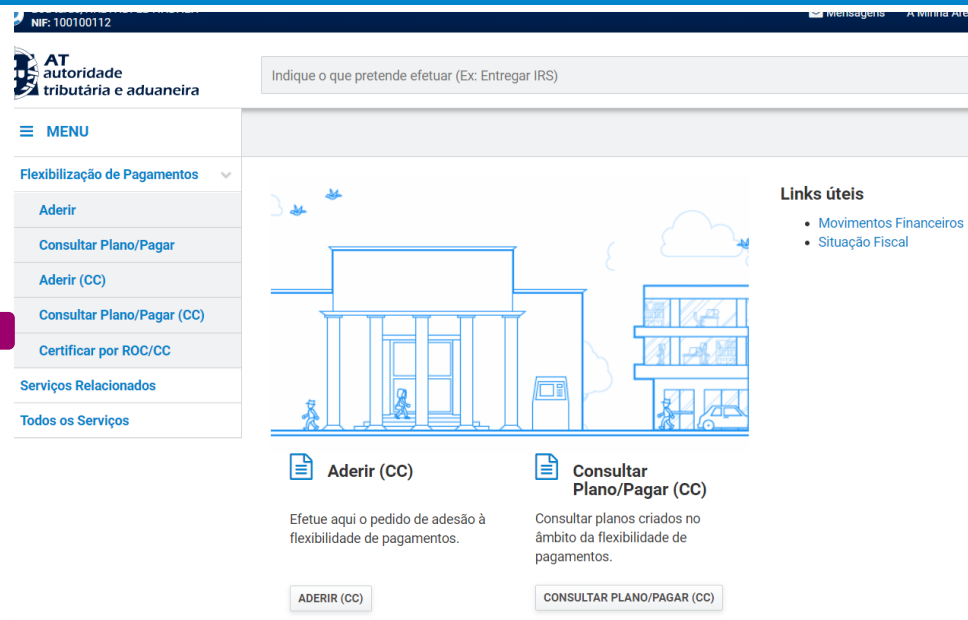 NIF: 100100112
Mensagens
A Minha Áre
AT
autoridade
tributária e aduaneira
Indique o que pretende efetuar (Ex: Entregar IRS)
MENU
Flexibilização de Pagamentos
Aderir
Consultar Plano/Pagar
Aderir (CC)
Consultar Plano/Pagar (CC)
Certificar por ROC/CC
Serviços Relacionados
Todos os Serviços
Links úteis
Movimentos Financeiros
Situação Fiscal
Aderir (CC)
Efetue aqui o pedido de adesão à
flexibilidade de pagamentos.
ADERIR (CC)
Consultar
Plano/Pagar (CC)
Consultar planos criados no
âmbito da flexibilidade de
pagamentos.
CONSULTAR PLANO/PAGAR (CC)